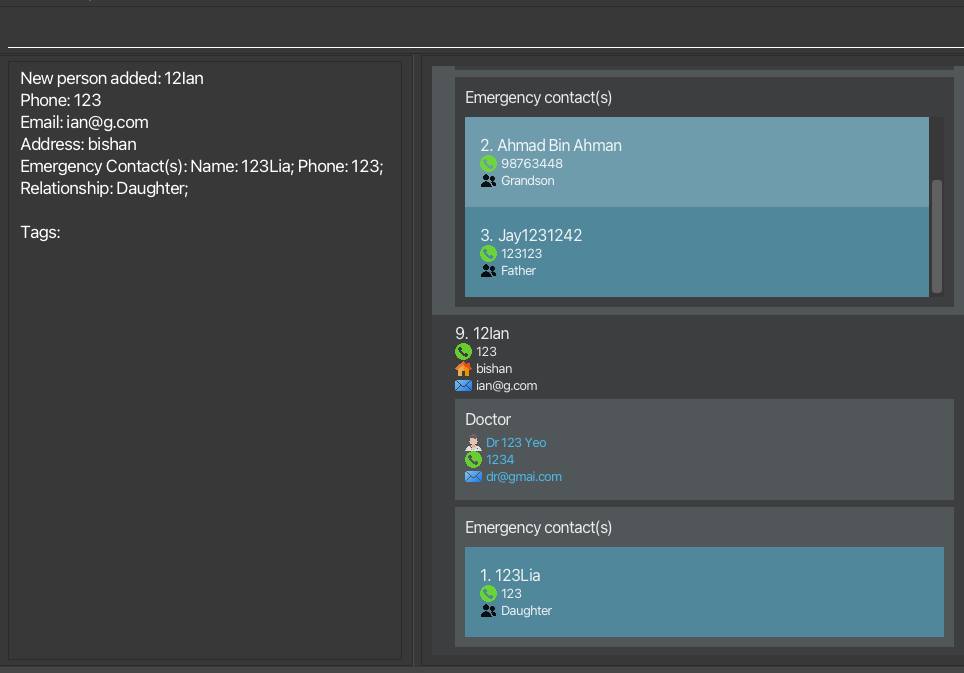 New person added: 12Ian
Phone: 123
Email: ian@g.com
Address: bishan
Emergency Contact(s): Name: 123Lia; Phone: 123;
Relationship: Daughter;
Tags:
Emergency contact(s)
2. Ahmad Bin Ahman
98763448
Grandson
3. Jay1231242
123123
Father
9. 12Ian
123
bishan
ian@g.com
Doctor
Dr 123 Yeo
1234
dr@gmai.com
Emergency contact(s)
1. 123Lia
123
Daughter